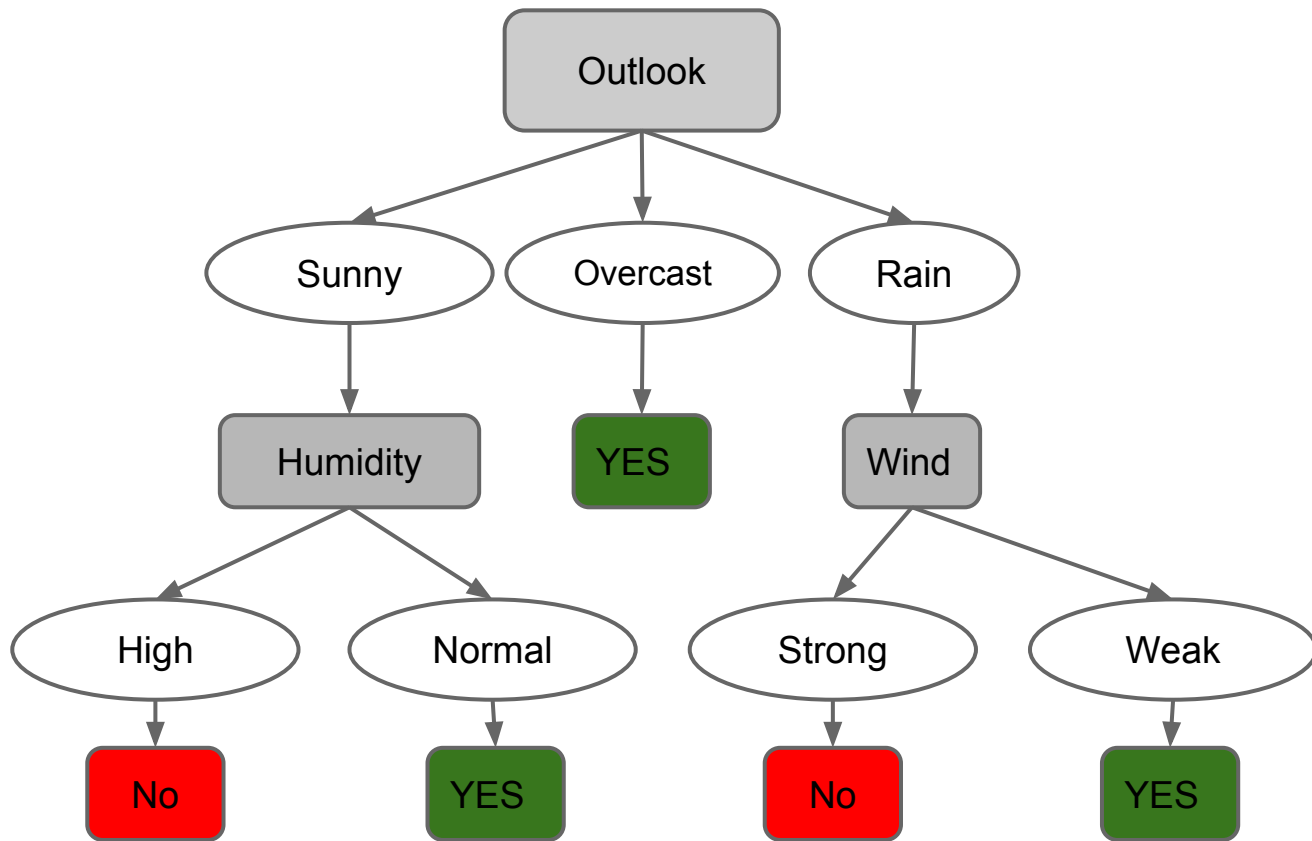 Outlook
Sunny
Overcast
Rain
Humidity
YES
Wind
High
Normal
Strong
Weak
No
YES
No
YES